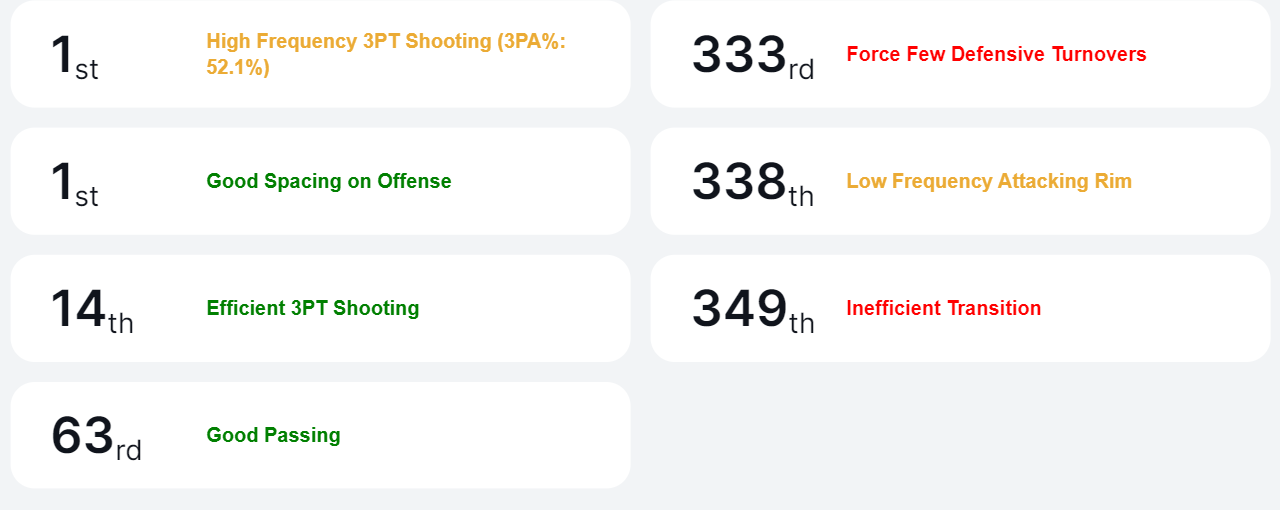 1st
High Frequency 3PT Shooting (3PA%:
52.1%)
333rd
Force Few Defensive Turnovers
1st
Good Spacing on Offense
338th
Low Frequency Attacking Rim
14th
Efficient 3PT Shooting
349th
Inefficient Transition
63rd
Good Passing